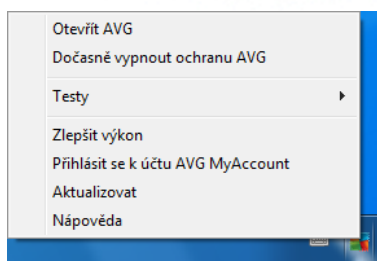 Otevřít AVG
Dočasně vypnout ochranu AVG
Testy
Zlepšit výkon
Přihlásit se k účtu AVG MyAccount
Aktualizovat
Nápověda